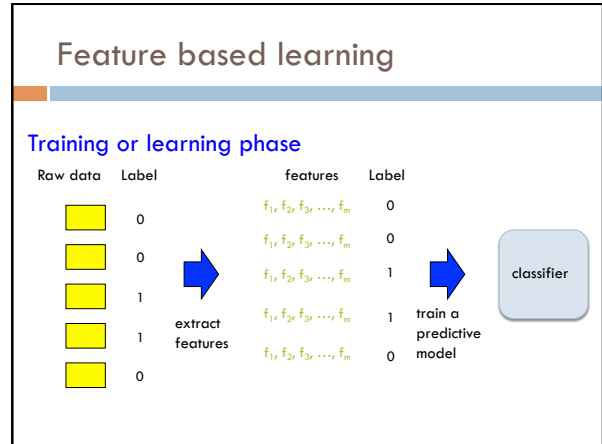 Feature based learning
Training or learning phase
Raw data Label features Label
0 f₁, f₂, f₃, …, fₘ 0
0 f₁, f₂, f₃, …, fₘ 0
1 f₁, f₂, f₃, …, fₘ 1
1 f₁, f₂, f₃, …, fₘ 1
0 f₁, f₂, f₃, …, fₘ 0
extract
features
train a
predictive
model
classifier